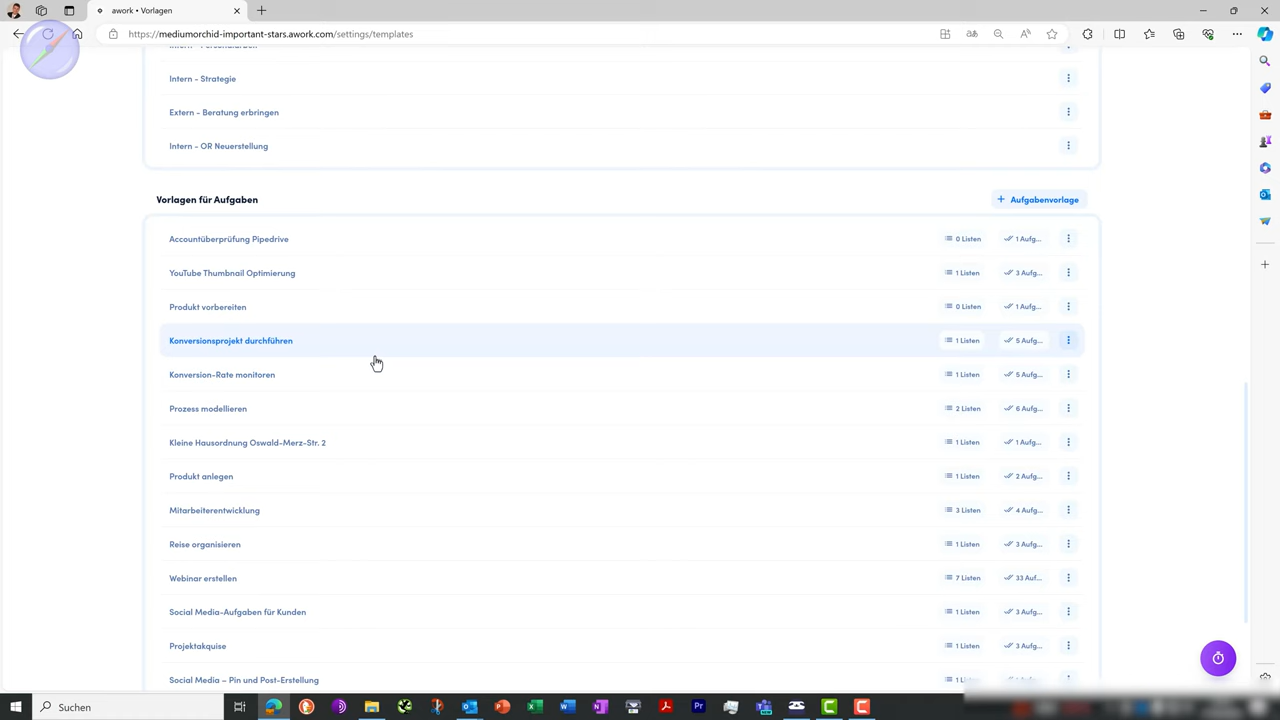 awork • Vorlagen
https://mediumorchid-important-stars.awork.com/settings/templates
Intern - Personalarbeit
Intern - Strategie
Extern - Beratung erbringen
Intern - OR Neuerstellung
Vorlagen für Aufgaben
+ Aufgabenvorlage
Accountüberprüfung Pipedrive 0 Listen 1 Aufg...
YouTube Thumbnail Optimierung 1 Listen 3 Aufg...
Produkt vorbereiten 0 Listen 1 Aufg...
Konversionsprojekt durchführen 1 Listen 5 Aufg...
Konversion-Rate monitoren 1 Listen 5 Aufg...
Prozess modellieren 2 Listen 6 Aufg...
Kleine Hausordnung Oswald-Merz-Str. 2 1 Listen 1 Aufg...
Produkt anlegen 1 Listen 2 Aufg...
Mitarbeiterentwicklung 3 Listen 4 Aufg...
Reise organisieren 1 Listen 3 Aufg...
Webinar erstellen 7 Listen 33 Auf...
Social Media-Aufgaben für Kunden 1 Listen 3 Aufg...
Projektakquise 1 Listen 3 Aufg...
Social Media – Pin und Post-Erstellung
Suchen